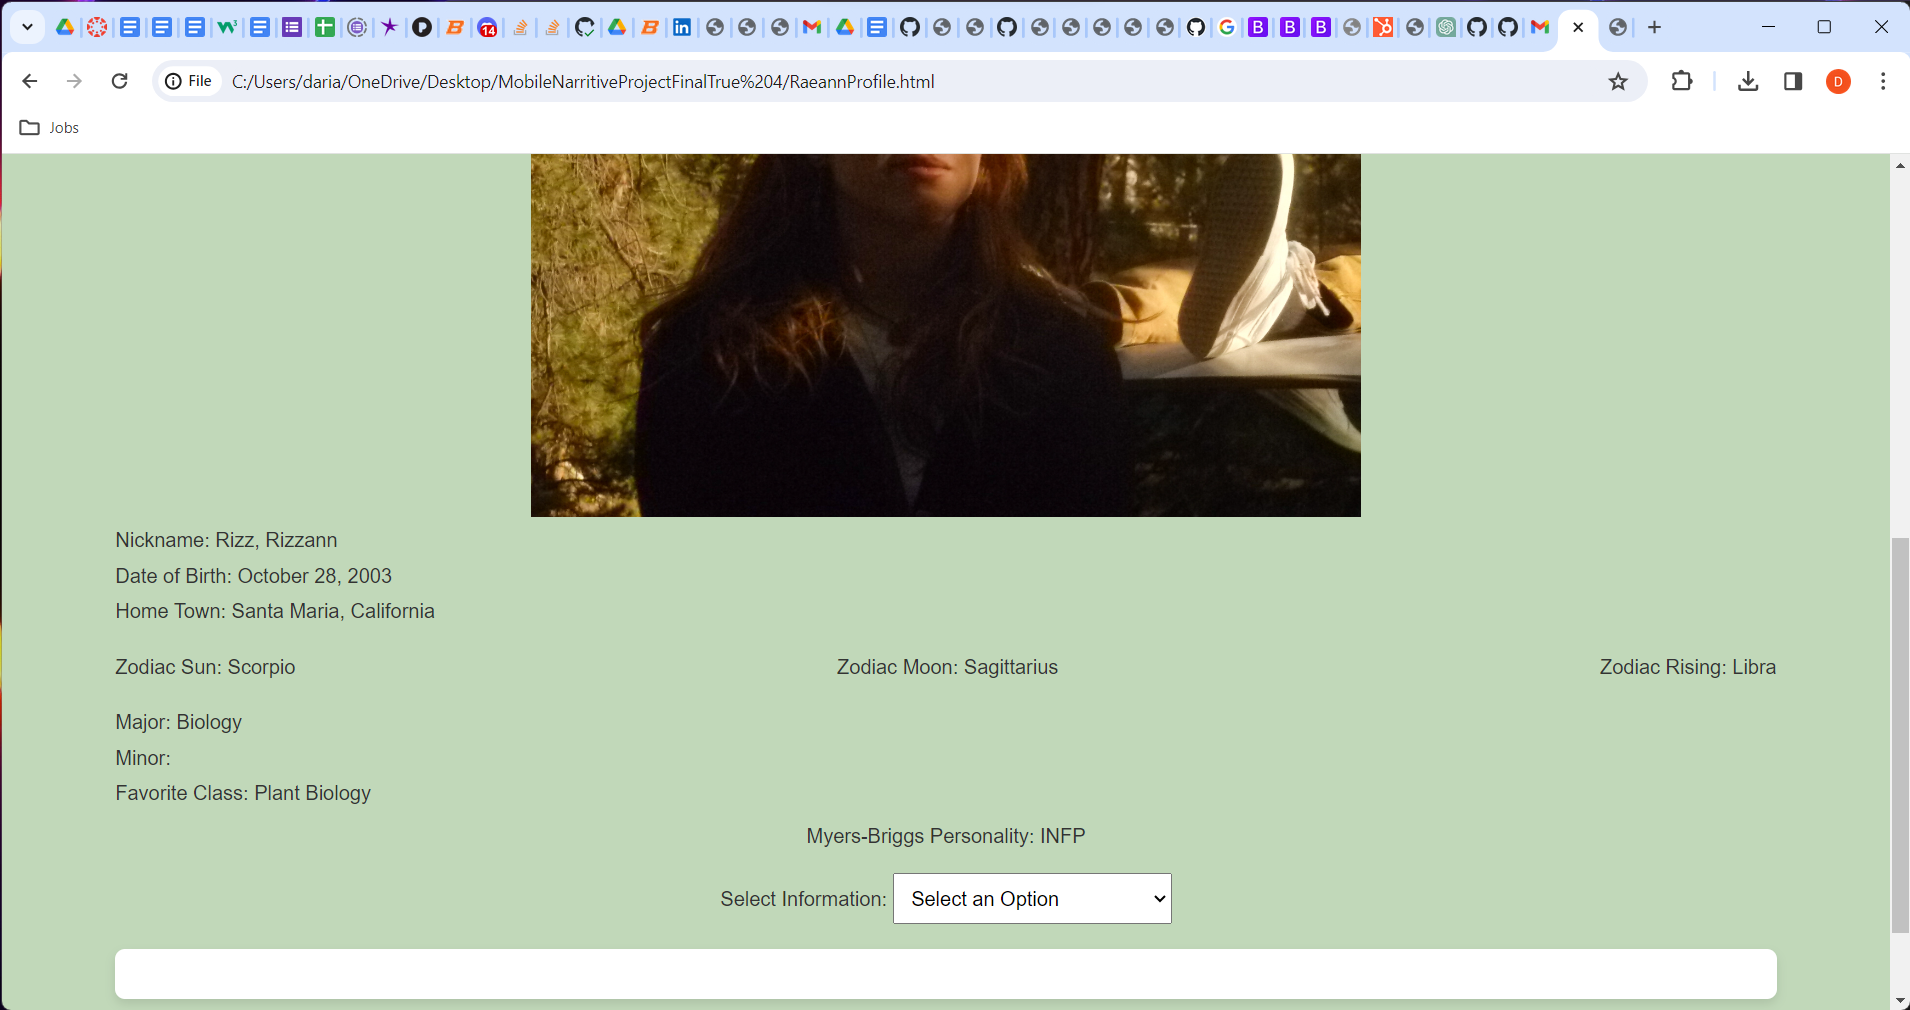 14
File C:/Users/daria/OneDrive/Desktop/MobileNarritiveProjectFinalTrue%204/RaeannProfile.html
D
Jobs
Nickname: Rizz, Rizzann
Date of Birth: October 28, 2003
Home Town: Santa Maria, California
Zodiac Sun: Scorpio Zodiac Moon: Sagittarius Zodiac Rising: Libra
Major: Biology
Minor:
Favorite Class: Plant Biology
Myers-Briggs Personality: INFP
Select Information: Select an Option